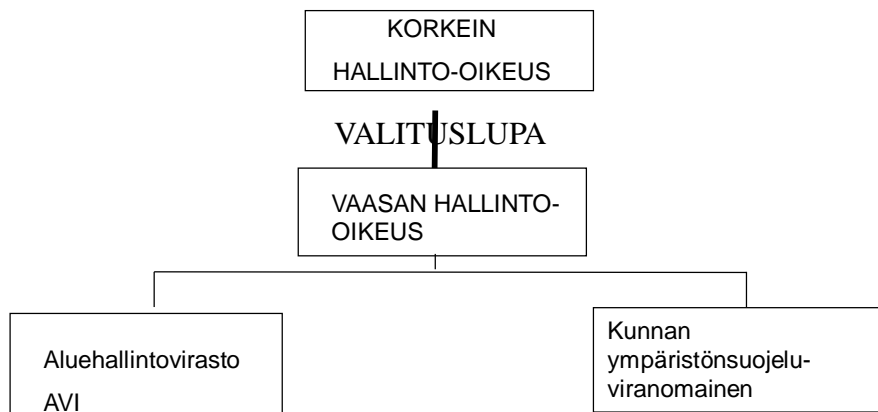 KORKEIN
HALLINTO-OIKEUS
VALITUSLUPA
VAASAN HALLINTO-
OIKEUS
Aluehallintovirasto
AVI
Kunnan
ympäristönsuojelu-
viranomainen